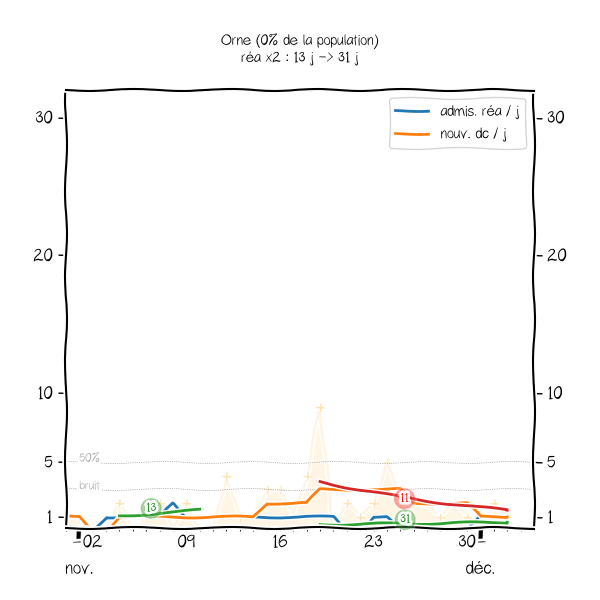 Orne (0% de la population)
réa x2 : 13 j -> 31 j
admis. réa / j
nouv. dc / j
30
30
20
20
10
10
5
5
50%
bruit
1
1
13
11
31
02
09
16
23
30
nov.
déc.